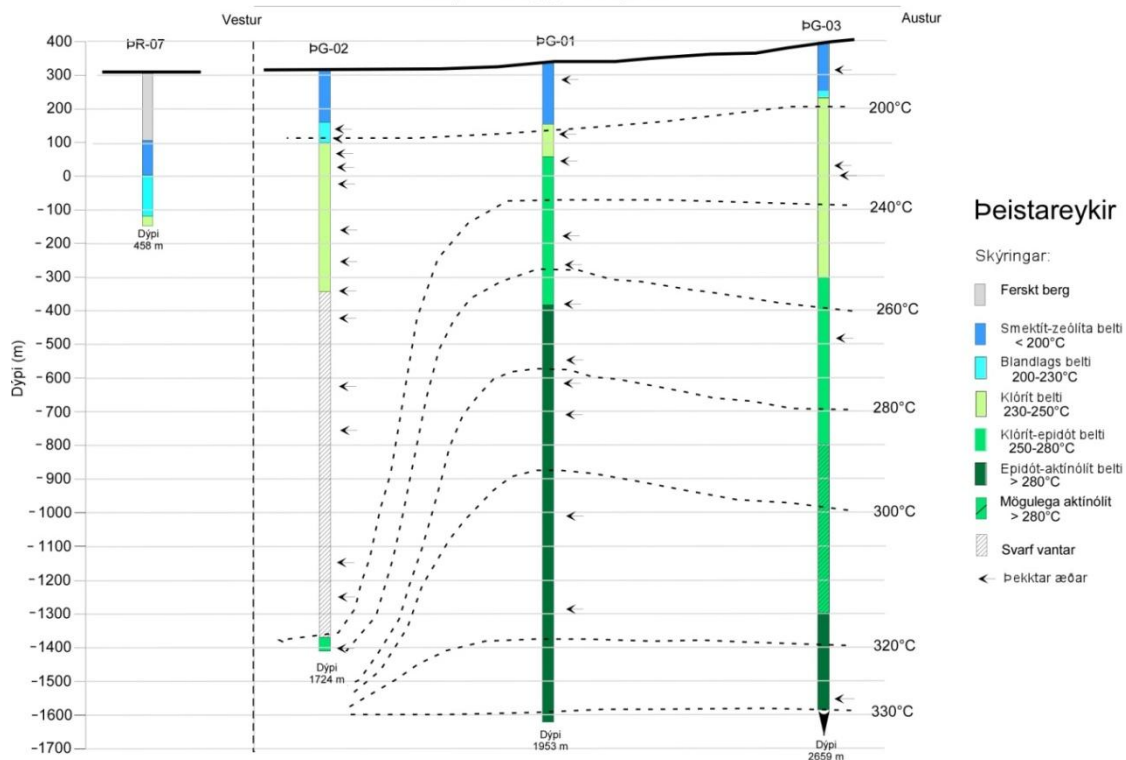 Vestur
Austur
ÞR-07
ÞG-02
ÞG-01
ÞG-03
Dýpi (m)
400
300
200
100
0
-100
-200
-300
-400
-500
-600
-700
-800
-900
-1000
-1100
-1200
-1300
-1400
-1500
-1600
-1700
200°C
240°C
260°C
280°C
300°C
320°C
330°C
Dýpi
458 m
Dýpi
1724 m
Dýpi
1953 m
Dýpi
2659 m
Þeistareykir
Skýringar:
Ferskt berg
Smektít-zeólíta belti
< 200°C
Blandlags belti
200-230°C
Klórít belti
230-250°C
Klórít-epidót belti
250-280°C
Epidót-aktínólít belti
> 280°C
Mögulega aktínólít
> 280°C
Svarf vantar
Þekktar æðar